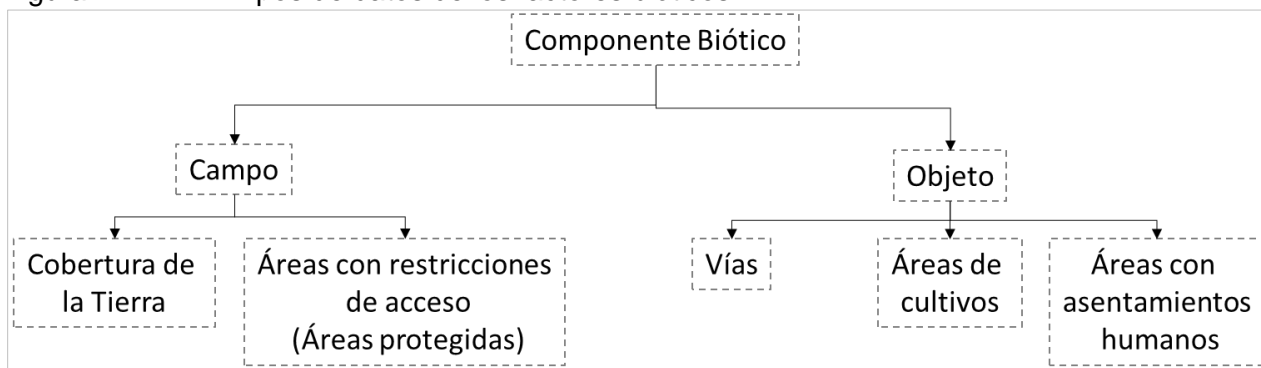 Componente Biótico
Campo
Objeto
Cobertura de
la Tierra
Áreas con restricciones
de acceso
(Áreas protegidas)
Vías
Áreas de
cultivos
Áreas con
asentamientos
humanos